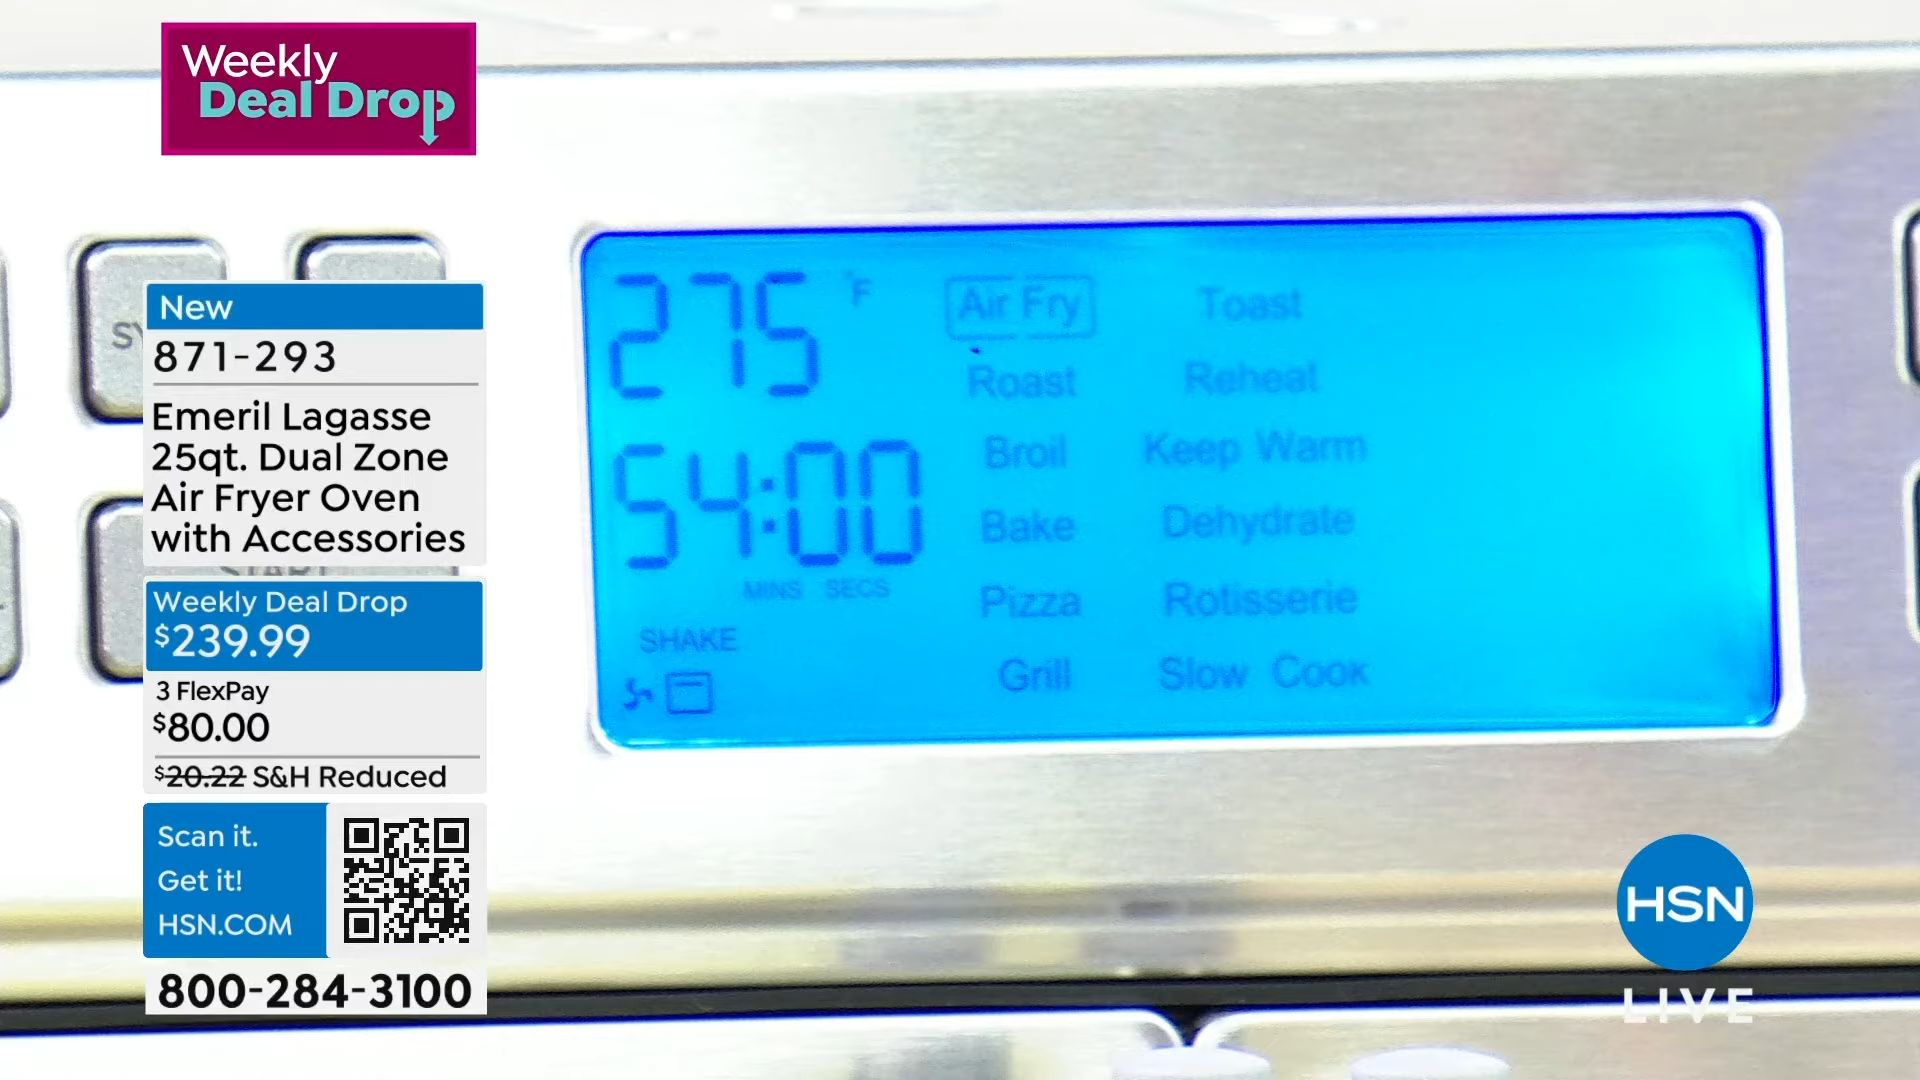 Weekly
Deal Drop
New
871-293
Emeril Lagasse
25qt. Dual Zone
Air Fryer Oven
with Accessories
Weekly Deal Drop
$239.99
3 FlexPay
$80.00
$20.22 S&H Reduced
Scan it.
Get it!
HSN.COM
800-284-3100
SY
START
275 °F
54:00
MINS SECS
SHAKE
Air Fry
Roast
Broil
Bake
Pizza
Grill
Toast
Reheat
Keep Warm
Dehydrate
Rotisserie
Slow Cook
HSN
LIVE